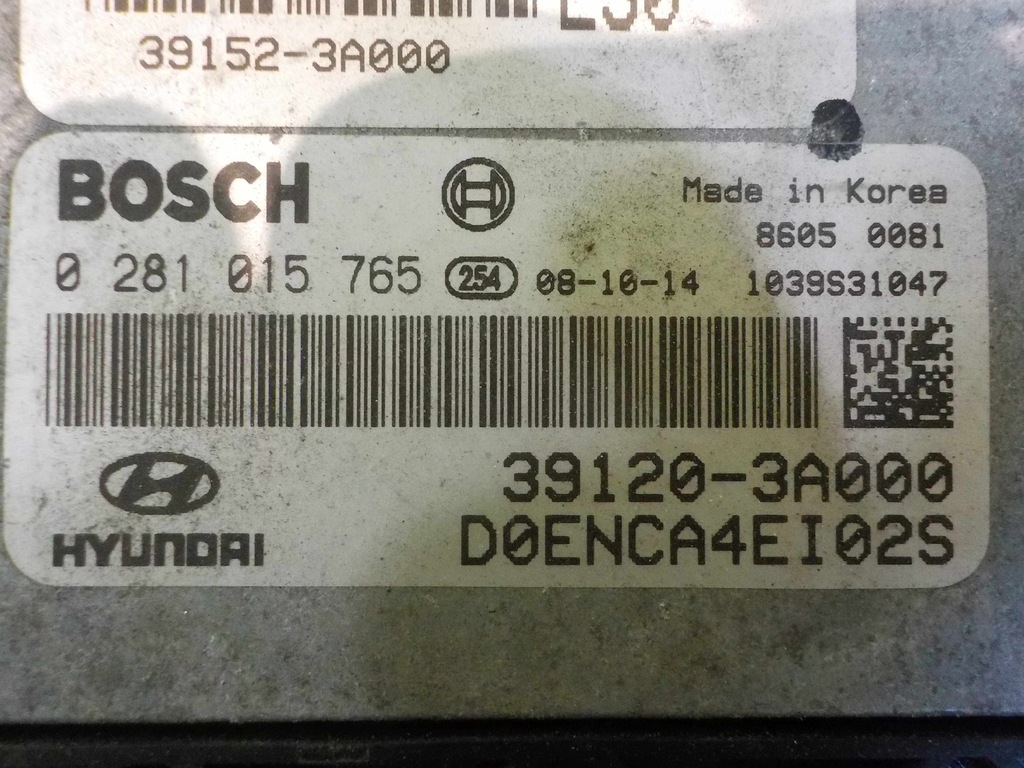 39152-3A000
BOSCH
Made in Korea
8605 0081
0 281 015 765 254 08-10-14 1039S31047
39120-3A000
HYUNDAI
D0ENCA4EI02S